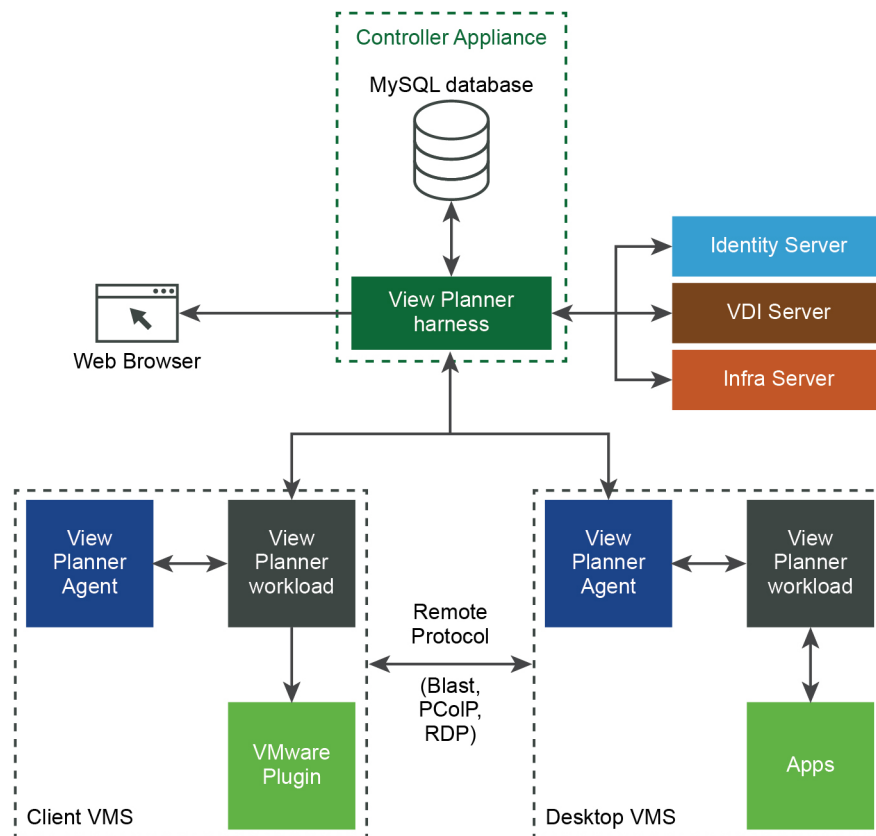 Controller Appliance
MySQL database
View Planner
harness
Web Browser
Identity Server
VDI Server
Infra Server
View
Planner
Agent
View
Planner
workload
VMware
Plugin
Client VMS
Remote
Protocol
(Blast,
PCoIP,
RDP)
View
Planner
Agent
View
Planner
workload
Apps
Desktop VMS